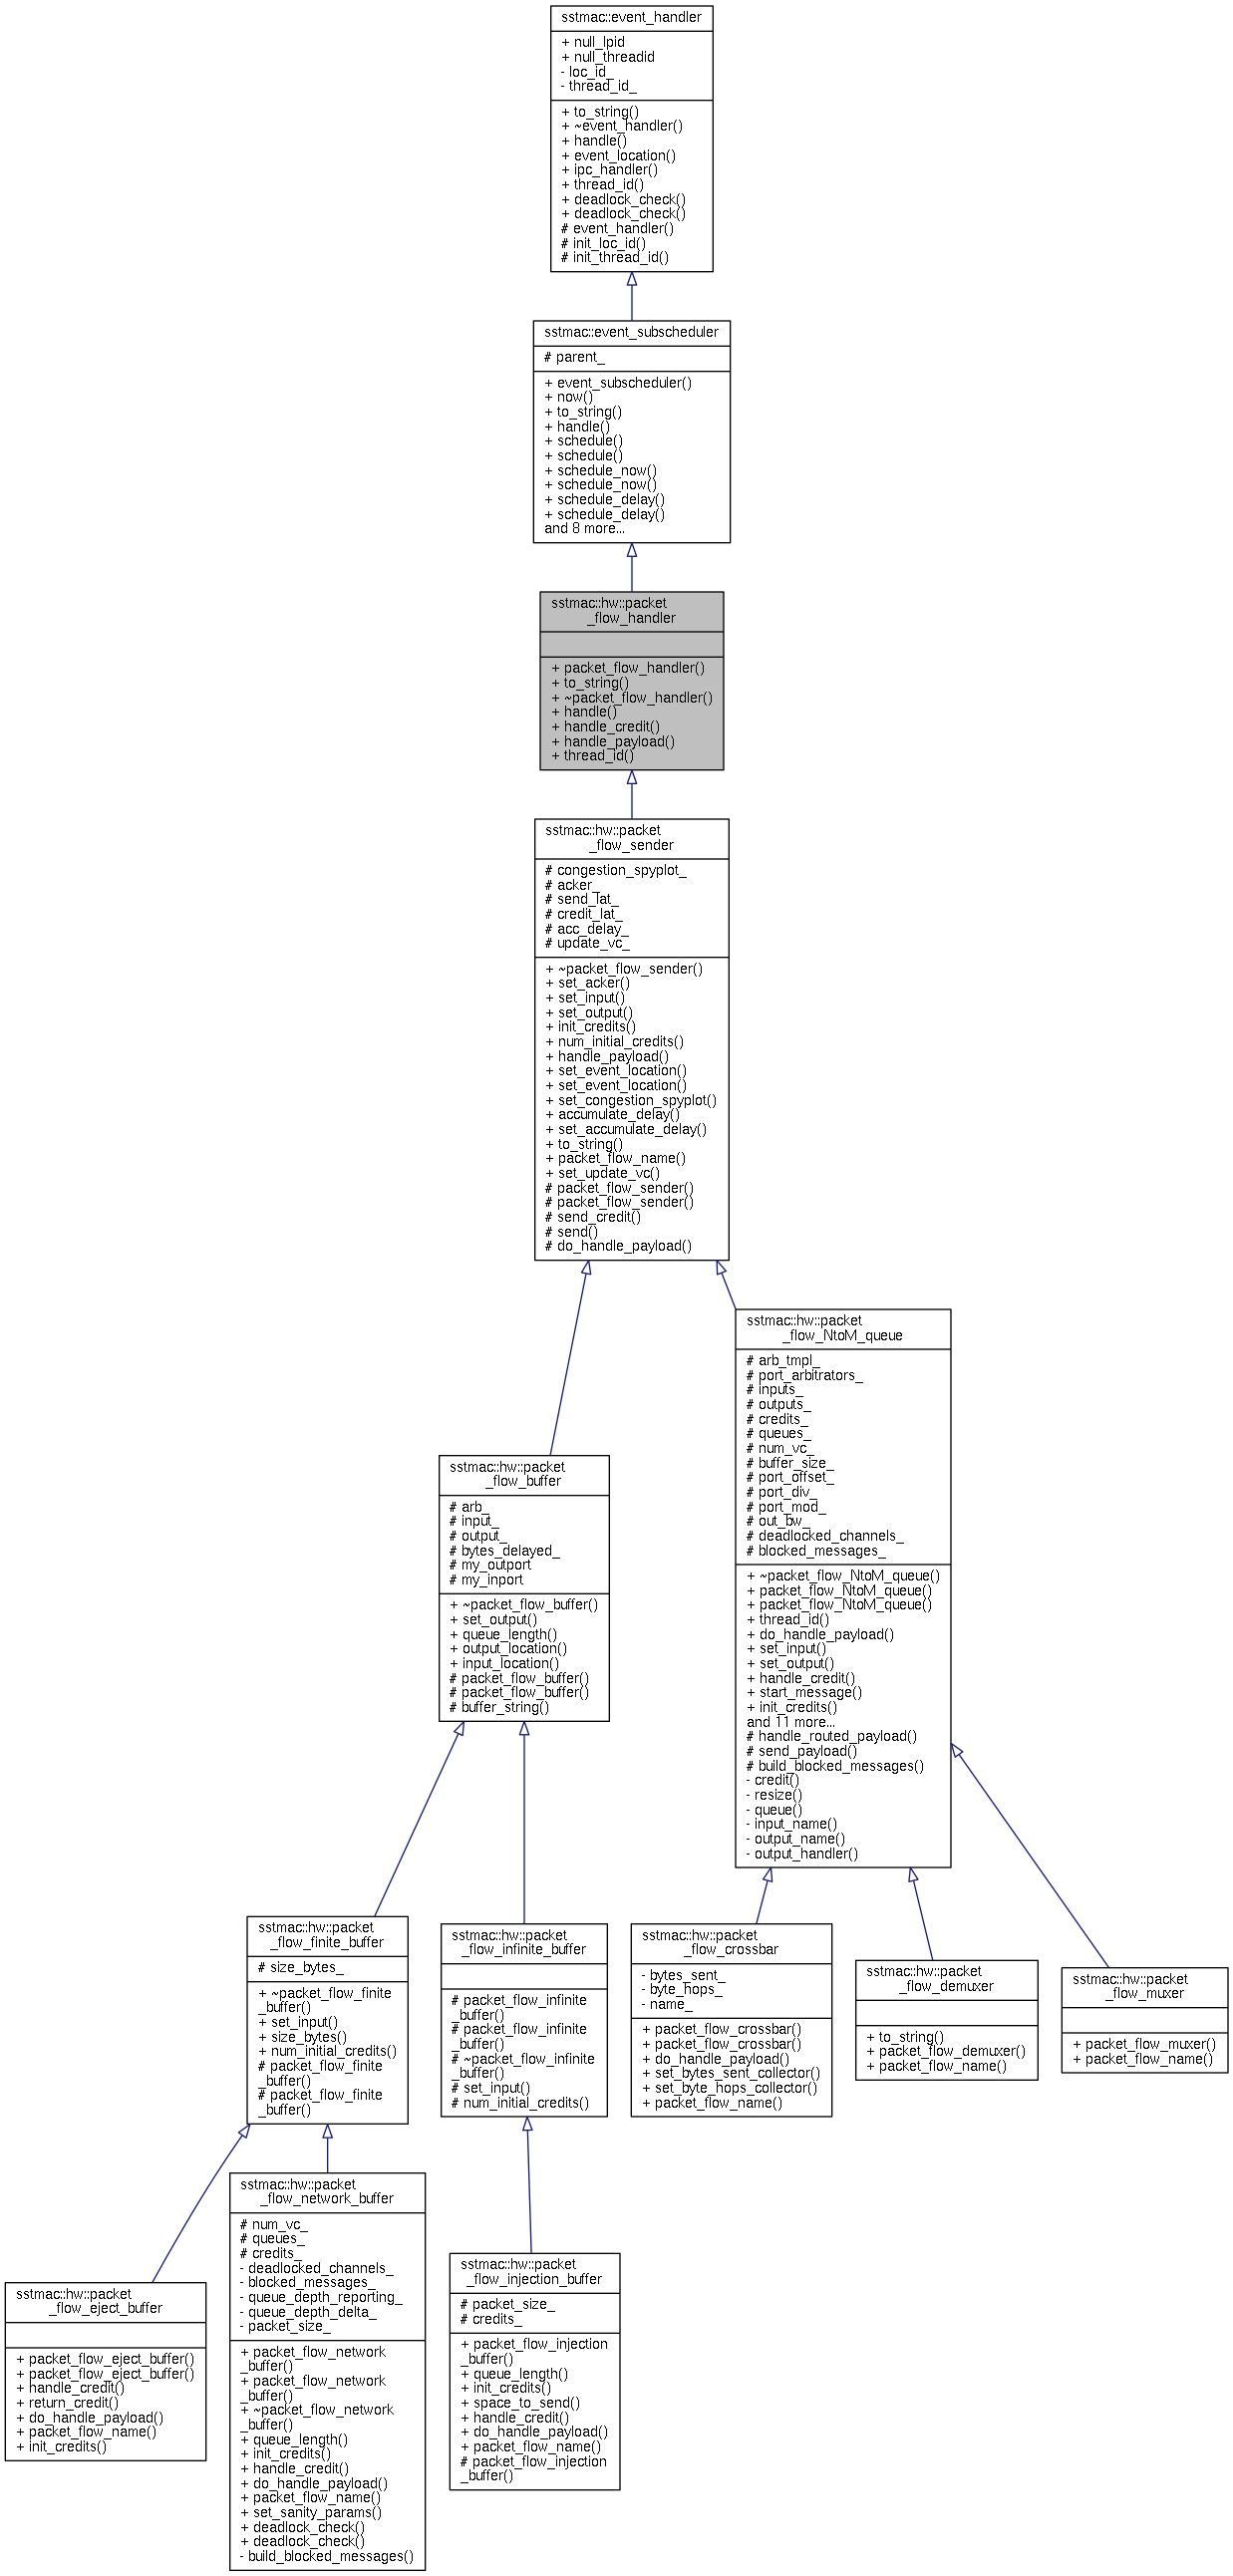 sstmac::event_handler
+ null_lpid
+ null_threadid
- loc_id_
- thread_id_
+ to_string()
+ ~event_handler()
+ handle()
+ event_location()
+ ipc_handler()
+ thread_id()
+ deadlock_check()
+ deadlock_check()
# event_handler()
# init_loc_id()
# init_thread_id()
sstmac::event_subscheduler
# parent_
+ event_subscheduler()
+ now()
+ to_string()
+ handle()
+ schedule()
+ schedule()
+ schedule_now()
+ schedule_now()
+ schedule_delay()
+ schedule_delay()
and 8 more...
sstmac::hw::packet
_flow_handler
+ packet_flow_handler()
+ to_string()
+ ~packet_flow_handler()
+ handle()
+ handle_credit()
+ handle_payload()
+ thread_id()
sstmac::hw::packet
_flow_sender
# congestion_spyplot_
# acker_
# send_lat_
# credit_lat_
# acc_delay_
# update_vc_
+ ~packet_flow_sender()
+ set_acker()
+ set_input()
+ set_output()
+ init_credits()
+ num_initial_credits()
+ handle_payload()
+ set_event_location()
+ set_event_location()
+ set_congestion_spyplot()
+ accumulate_delay()
+ set_accumulate_delay()
+ to_string()
+ packet_flow_name()
+ set_update_vc()
# packet_flow_sender()
# packet_flow_sender()
# send_credit()
# send()
# do_handle_payload()
sstmac::hw::packet
_flow_NtoM_queue
# arb_tmpl_
# port_arbitrators_
# inputs_
# outputs_
# credits_
# queues_
# num_vc_
# buffer_size_
# port_offset_
# port_div_
# port_mod_
# out_bw_
# deadlocked_channels_
# blocked_messages_
+ ~packet_flow_NtoM_queue()
+ packet_flow_NtoM_queue()
+ packet_flow_NtoM_queue()
+ thread_id()
+ do_handle_payload()
+ set_input()
+ set_output()
+ handle_credit()
+ start_message()
+ init_credits()
and 11 more...
# handle_routed_payload()
# send_payload()
# build_blocked_messages()
- credit()
- resize()
- queue()
- input_name()
- output_name()
- output_handler()
sstmac::hw::packet
_flow_buffer
# arb_
# input_
# output_
# bytes_delayed_
# my_outport
# my_inport
+ ~packet_flow_buffer()
+ set_output()
+ queue_length()
+ output_location()
+ input_location()
# packet_flow_buffer()
# packet_flow_buffer()
# buffer_string()
sstmac::hw::packet
_flow_finite_buffer
# size_bytes_
+ ~packet_flow_finite
_buffer()
+ set_input()
+ size_bytes()
+ num_initial_credits()
# packet_flow_finite
_buffer()
# packet_flow_finite
_buffer()
sstmac::hw::packet
_flow_infinite_buffer
# packet_flow_infinite
_buffer()
# packet_flow_infinite
_buffer()
# ~packet_flow_infinite
_buffer()
# set_input()
# num_initial_credits()
sstmac::hw::packet
_flow_crossbar
- bytes_sent_
- byte_hops_
- name_
+ packet_flow_crossbar()
+ packet_flow_crossbar()
+ do_handle_payload()
+ set_bytes_sent_collector()
+ set_byte_hops_collector()
+ packet_flow_name()
sstmac::hw::packet
_flow_demuxer
+ to_string()
+ packet_flow_demuxer()
+ packet_flow_name()
sstmac::hw::packet
_flow_muxer
+ packet_flow_muxer()
+ packet_flow_name()
sstmac::hw::packet
_flow_eject_buffer
+ packet_flow_eject_buffer()
+ packet_flow_eject_buffer()
+ handle_credit()
+ return_credit()
+ do_handle_payload()
+ packet_flow_name()
+ init_credits()
sstmac::hw::packet
_flow_network_buffer
# num_vc_
# queues_
# credits_
- deadlocked_channels_
- blocked_messages_
- queue_depth_reporting_
- queue_depth_delta_
- packet_size_
+ packet_flow_network
_buffer()
+ packet_flow_network
_buffer()
+ ~packet_flow_network
_buffer()
+ queue_length()
+ init_credits()
+ handle_credit()
+ do_handle_payload()
+ packet_flow_name()
+ set_sanity_params()
+ deadlock_check()
+ deadlock_check()
- build_blocked_messages()
sstmac::hw::packet
_flow_injection_buffer
# packet_size_
# credits_
+ packet_flow_injection
_buffer()
+ queue_length()
+ init_credits()
+ space_to_send()
+ handle_credit()
+ do_handle_payload()
+ packet_flow_name()
# packet_flow_injection
_buffer()